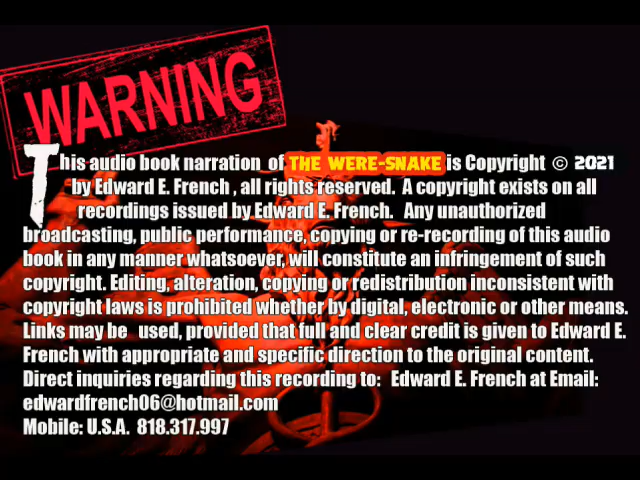 WARNING
This audio book narration of THE WERE-SNAKE is Copyright © 2021
by Edward E. French , all rights reserved. A copyright exists on all
recordings issued by Edward E. French. Any unauthorized
broadcasting, public performance, copying or re-recording of this audio
book in any manner whatsoever, will constitute an infringement of such
copyright. Editing, alteration, copying or redistribution inconsistent with
copyright laws is prohibited whether by digital, electronic or other means.
Links may be used, provided that full and clear credit is given to Edward E.
French with appropriate and specific direction to the original content.
Direct inquiries regarding this recording to: Edward E. French at Email:
edwardfrench06@hotmail.com
Mobile: U.S.A. 818.317.997